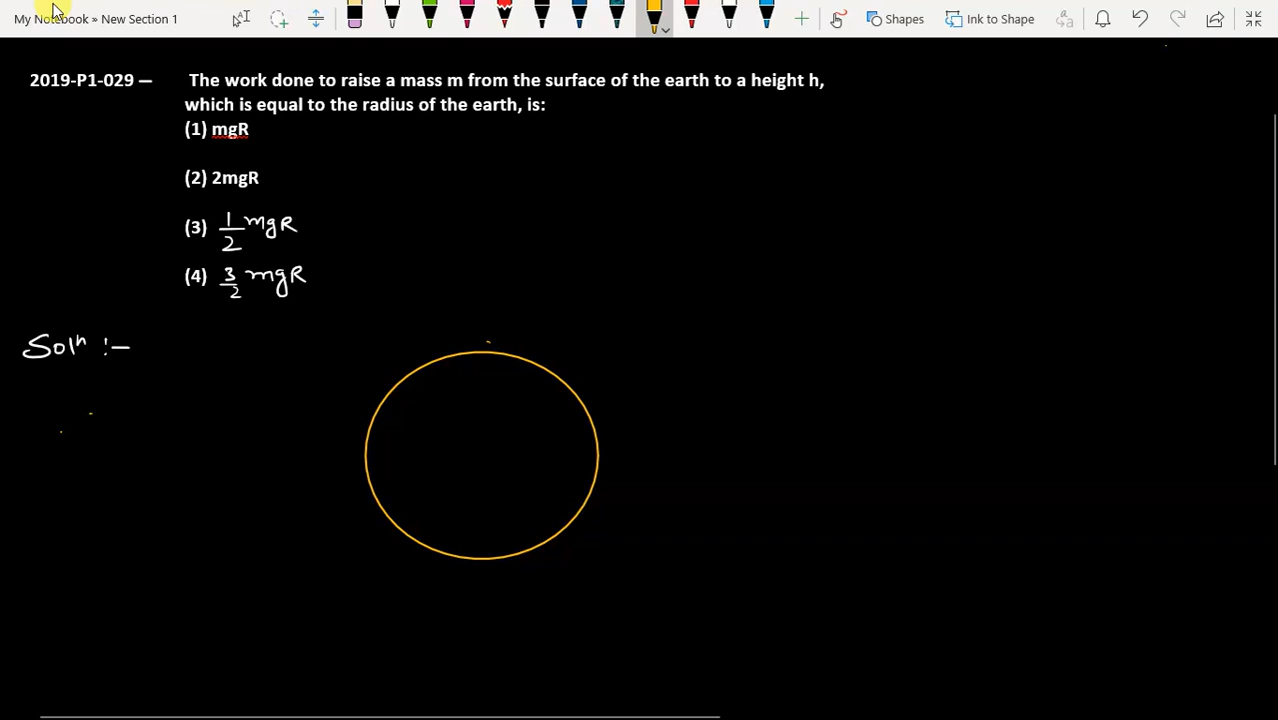 My Notebook » New Section 1
Shapes
Ink to Shape
2019-P1-029 – The work done to raise a mass m from the surface of the earth to a height h,
which is equal to the radius of the earth, is:
(1) mgR
(2) 2mgR
(3) 1/2 mgR
(4) 3/2 mgR
Solⁿ :–